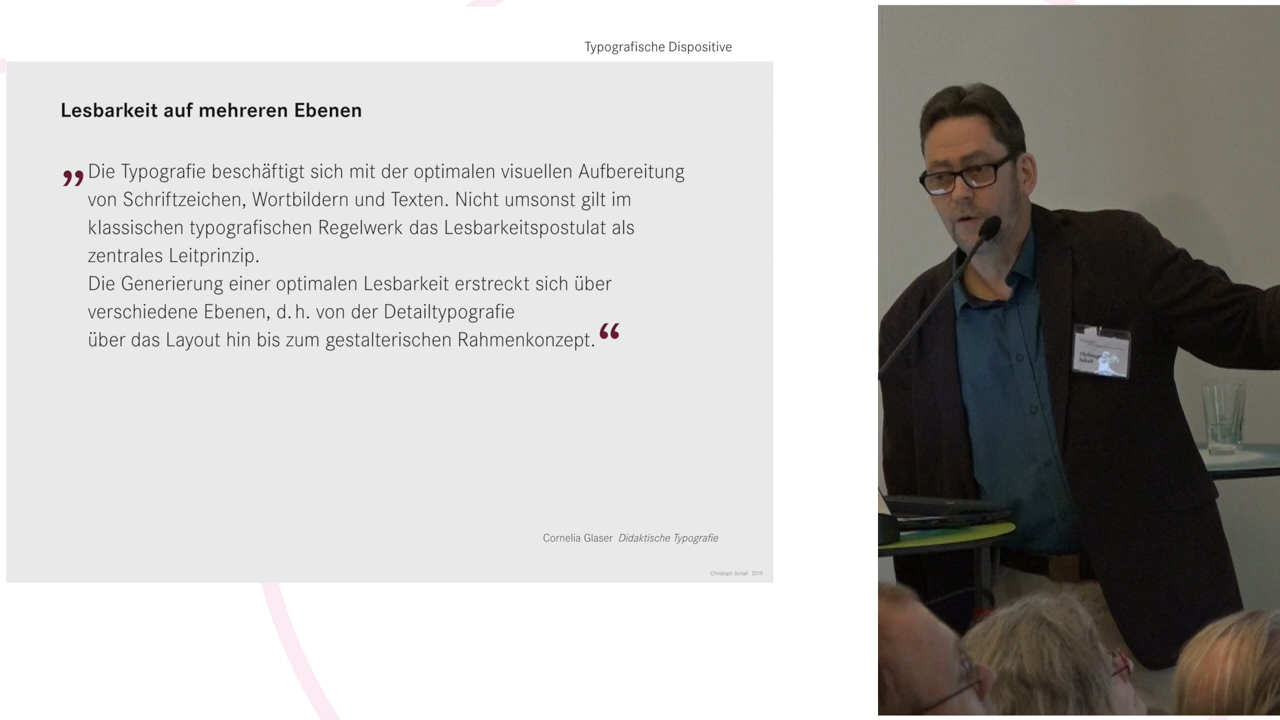 Typografische Dispositive
Lesbarkeit auf mehreren Ebenen
„Die Typografie beschäftigt sich mit der optimalen visuellen Aufbereitung
von Schriftzeichen, Wortbildern und Texten. Nicht umsonst gilt im
klassischen typografischen Regelwerk das Lesbarkeitspostulat als
zentrales Leitprinzip.
Die Generierung einer optimalen Lesbarkeit erstreckt sich über
verschiedene Ebenen, d. h. von der Detailtypografie
über das Layout hin bis zum gestalterischen Rahmenkonzept.“
Cornelia Glaser Didaktische Typografie
Christoph Schall 2019